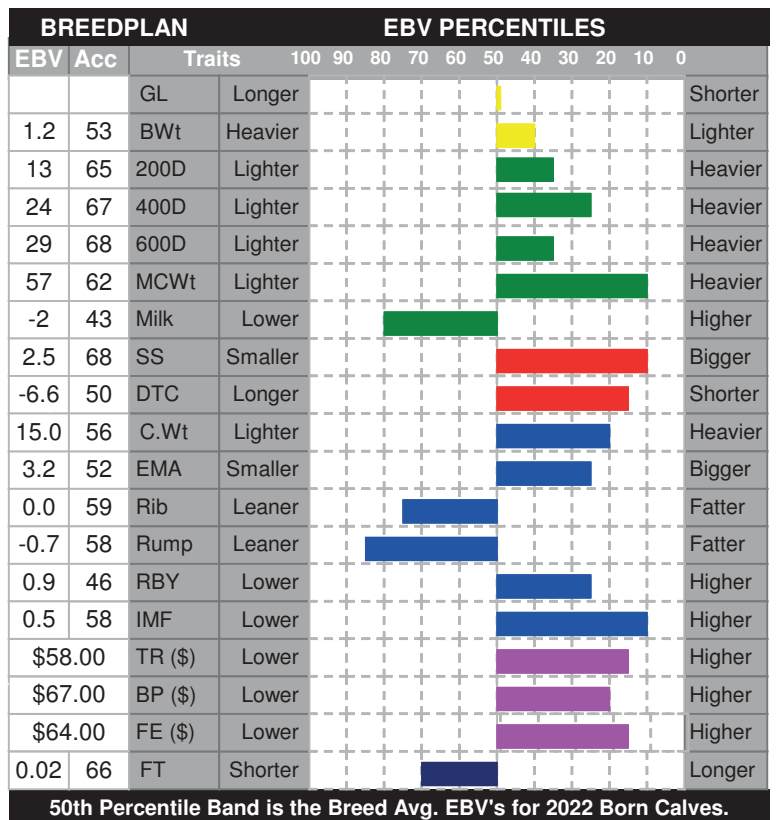 BREEDPLAN EBV PERCENTILES
EBV Acc Traits 100 90 80 70 60 50 40 30 20 10 0
GL Longer Shorter
1.2 53 BWt Heavier Lighter
13 65 200D Lighter Heavier
24 67 400D Lighter Heavier
29 68 600D Lighter Heavier
57 62 MCWt Lighter Heavier
-2 43 Milk Lower Higher
2.5 68 SS Smaller Bigger
-6.6 50 DTC Longer Shorter
15.0 56 C.Wt Lighter Heavier
3.2 52 EMA Smaller Bigger
0.0 59 Rib Leaner Fatter
-0.7 58 Rump Leaner Fatter
0.9 46 RBY Lower Higher
0.5 58 IMF Lower Higher
$58.00 TR ($) Lower Higher
$67.00 BP ($) Lower Higher
$64.00 FE ($) Lower Higher
0.02 66 FT Shorter Longer
50th Percentile Band is the Breed Avg. EBV's for 2022 Born Calves.